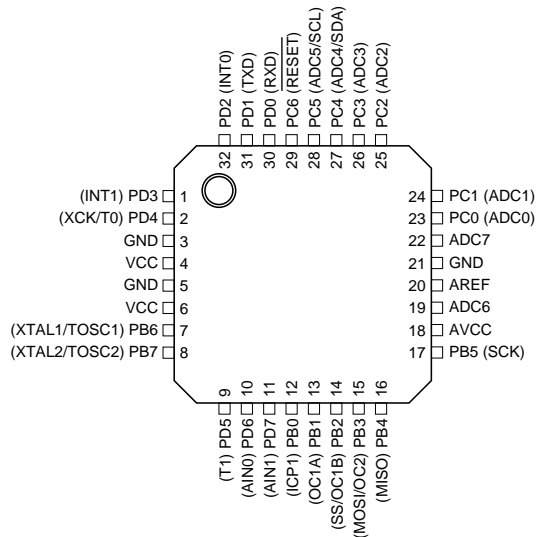 32 PD2 (INT0)
31 PD1 (TXD)
30 PD0 (RXD)
29 PC6 (RESET)
28 PC5 (ADC5/SCL)
27 PC4 (ADC4/SDA)
26 PC3 (ADC3)
25 PC2 (ADC2)
(INT1) PD3 1
(XCK/T0) PD4 2
GND 3
VCC 4
GND 5
VCC 6
(XTAL1/TOSC1) PB6 7
(XTAL2/TOSC2) PB7 8
24 PC1 (ADC1)
23 PC0 (ADC0)
22 ADC7
21 GND
20 AREF
19 ADC6
18 AVCC
17 PB5 (SCK)
(T1) PD5 9
(AIN0) PD6 10
(AIN1) PD7 11
(ICP1) PB0 12
(OC1A) PB1 13
(SS/OC1B) PB2 14
(MOSI/OC2) PB3 15
(MISO) PB4 16